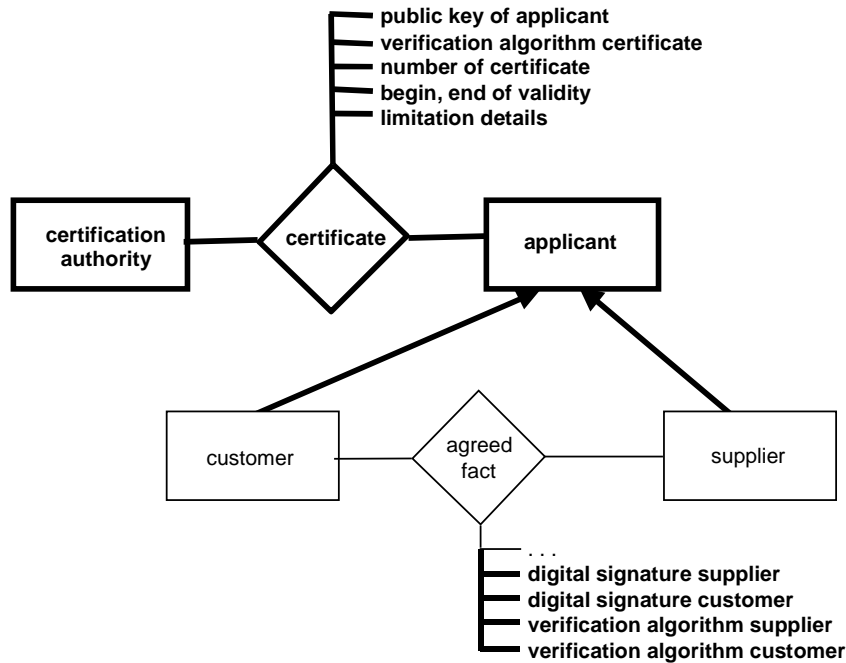 public key of applicant
verification algorithm certificate
number of certificate
begin, end of validity
limitation details
certification
authority
certificate
applicant
customer
agreed
fact
supplier
. . .
digital signature supplier
digital signature customer
verification algorithm supplier
verification algorithm customer